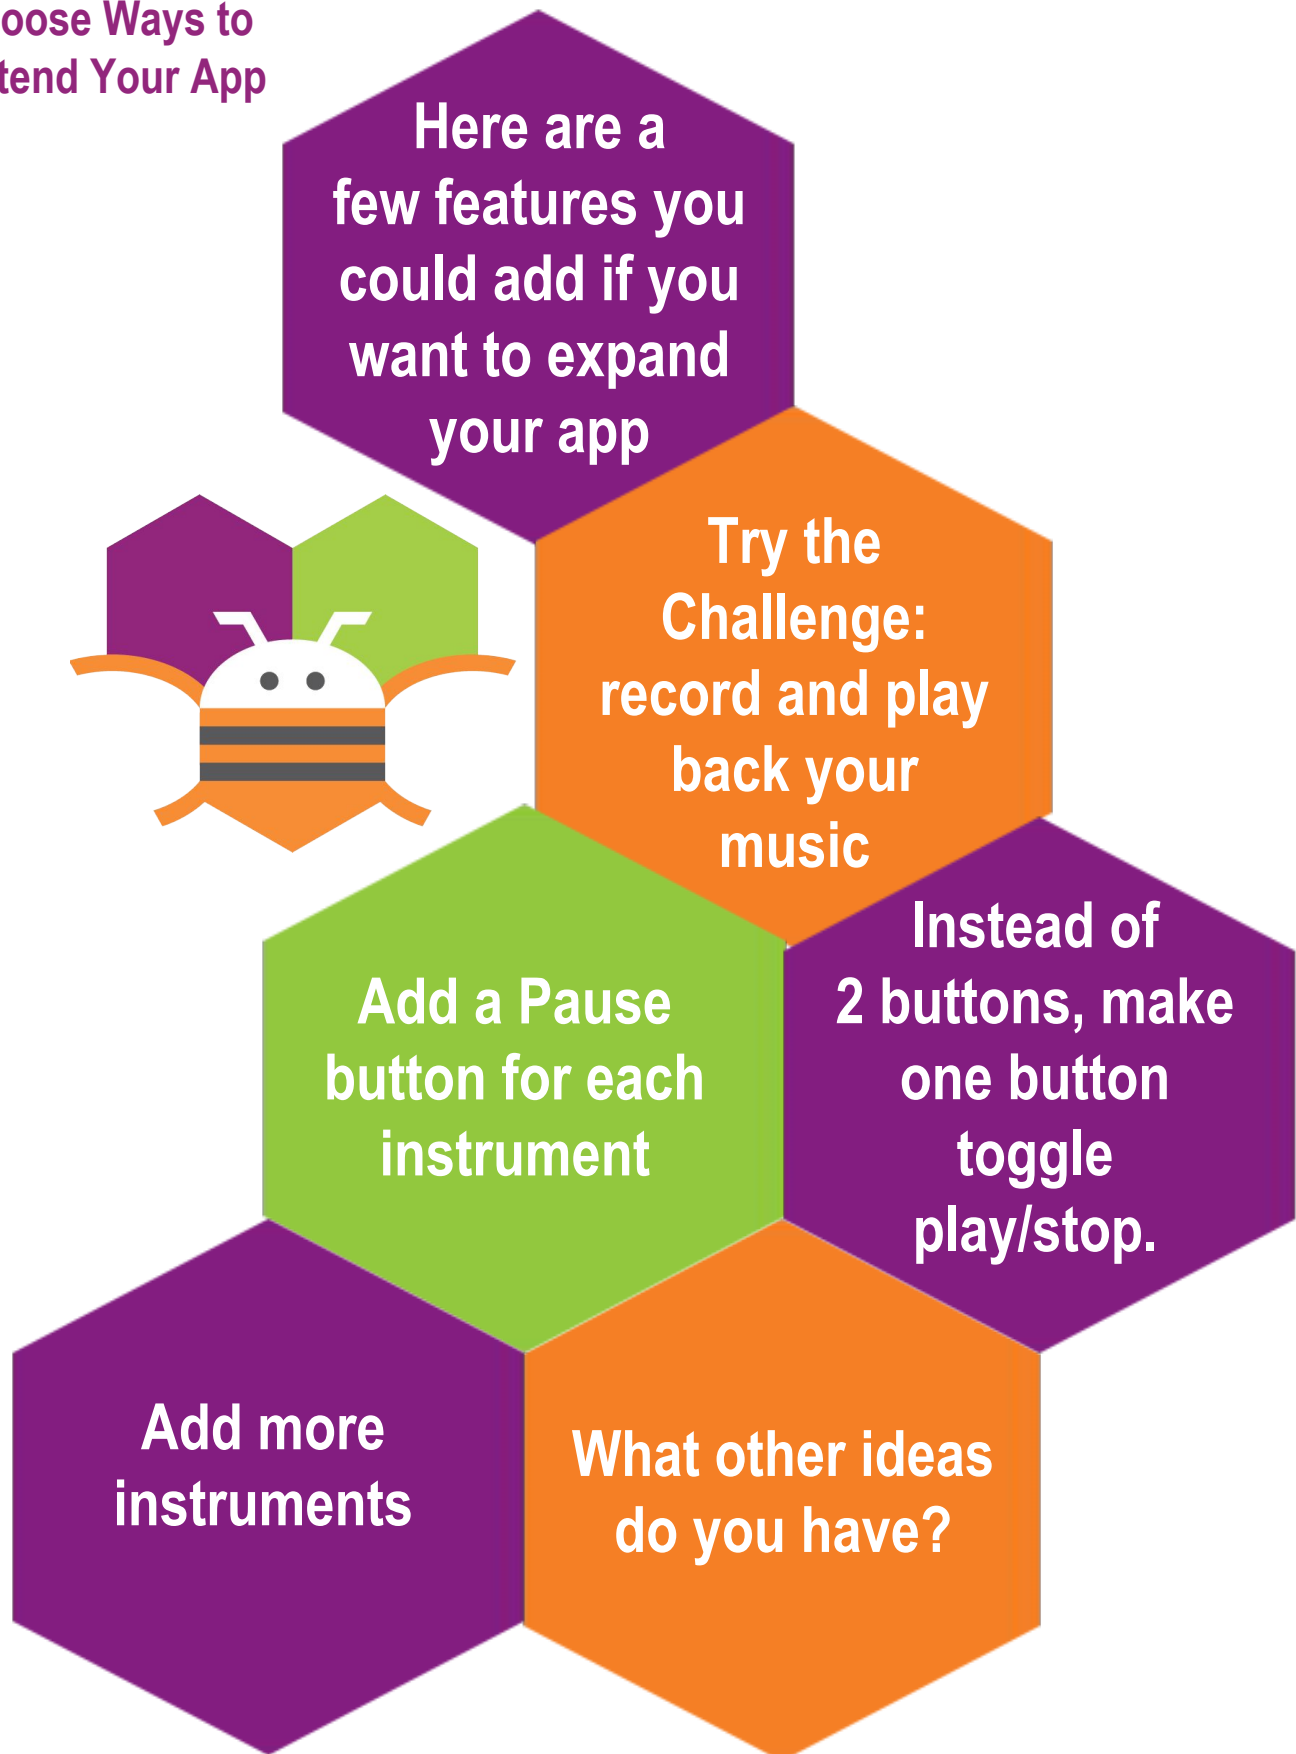 oose Ways to
tend Your App
Here are a
few features you
could add if you
want to expand
your app
Try the
Challenge:
record and play
back your
music
Add a Pause
button for each
instrument
Instead of
2 buttons, make
one button
toggle
play/stop.
Add more
instruments
What other ideas
do you have?